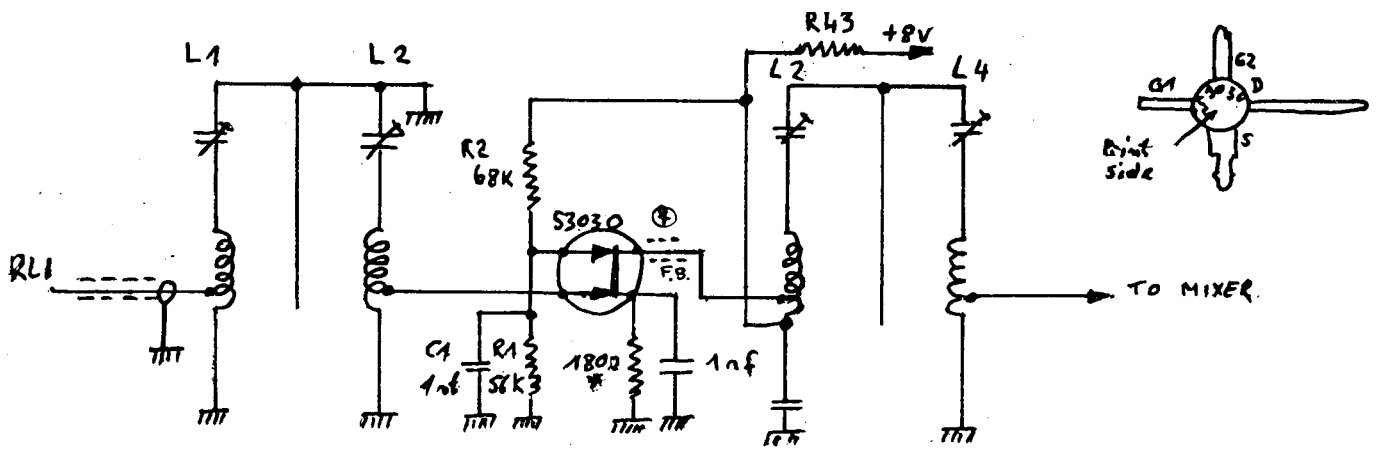 L1
L2
R43
+8V
L2
L4
G2
G1
D
S
Print
side
R2
68K
S3030
F.B.
RL1
TO MIXER.
C1
1nf
R1
56K
180Ω
*
1nf